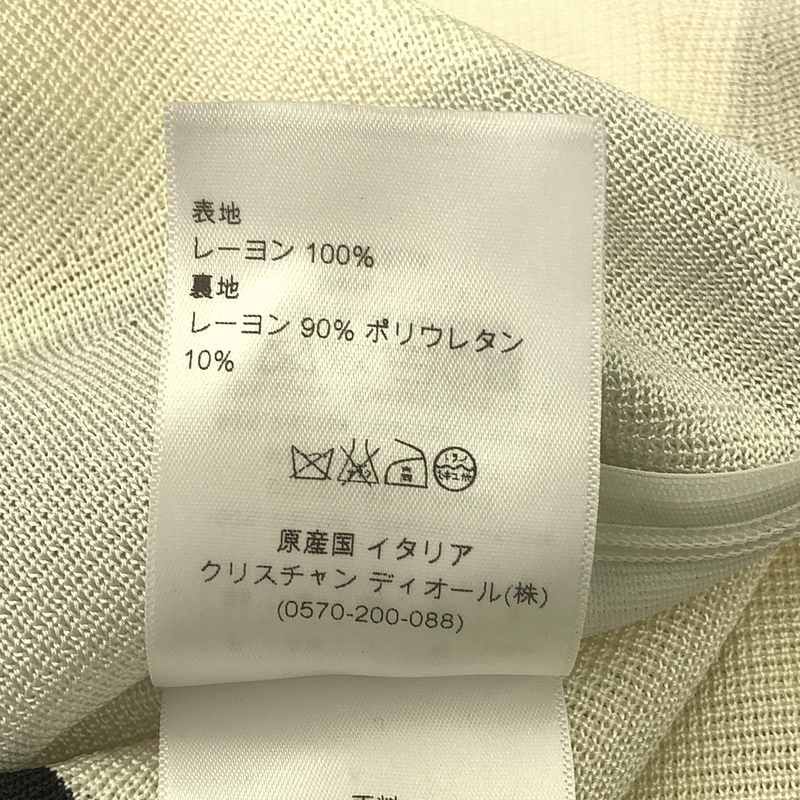 表地
レーヨン 100%
裏地
レーヨン 90% ポリウレタン
10%
原産国 イタリア
クリスチャン ディオール(株)
(0570-200-088)